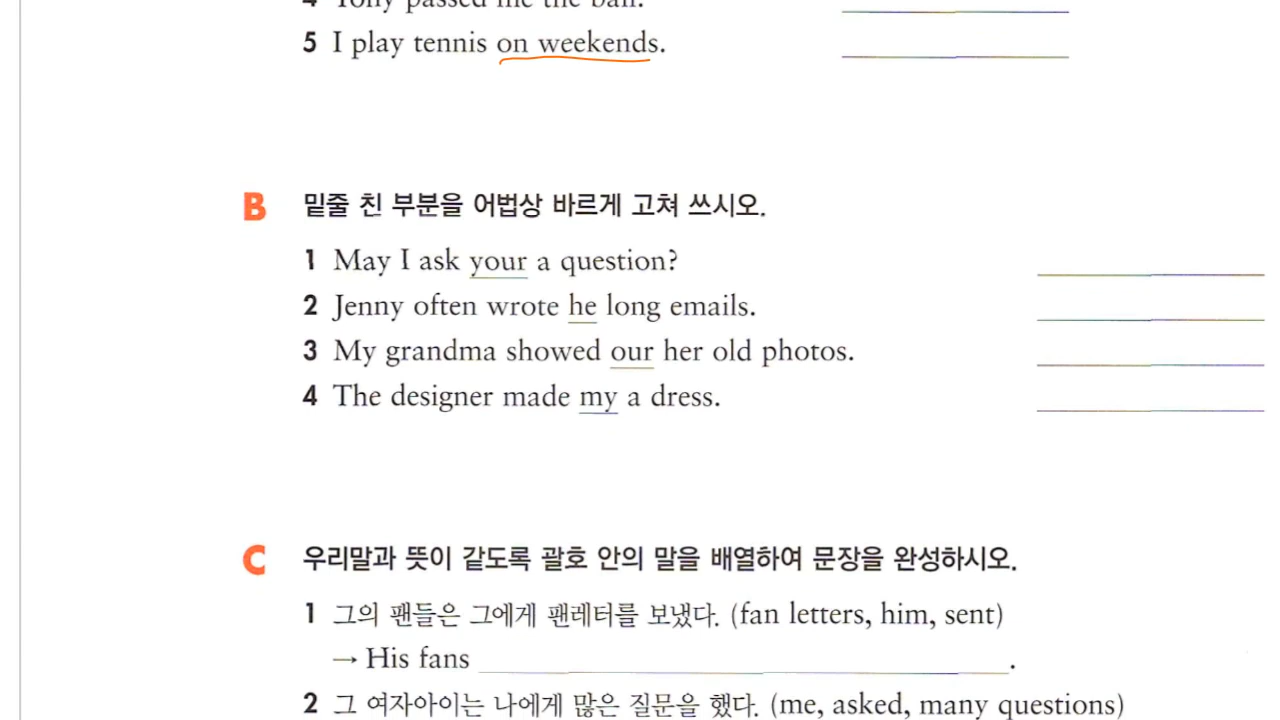 4 Tony passed me the ball.
5 I play tennis on weekends.
B 밑줄 친 부분을 어법상 바르게 고쳐 쓰시오.
1 May I ask your a question?
2 Jenny often wrote he long emails.
3 My grandma showed our her old photos.
4 The designer made my a dress.
C 우리말과 뜻이 같도록 괄호 안의 말을 배열하여 문장을 완성하시오.
1 그의 팬들은 그에게 팬레터를 보냈다. (fan letters, him, sent)
→ His fans .
2 그 여자아이는 나에게 많은 질문을 했다. (me, asked, many questions)